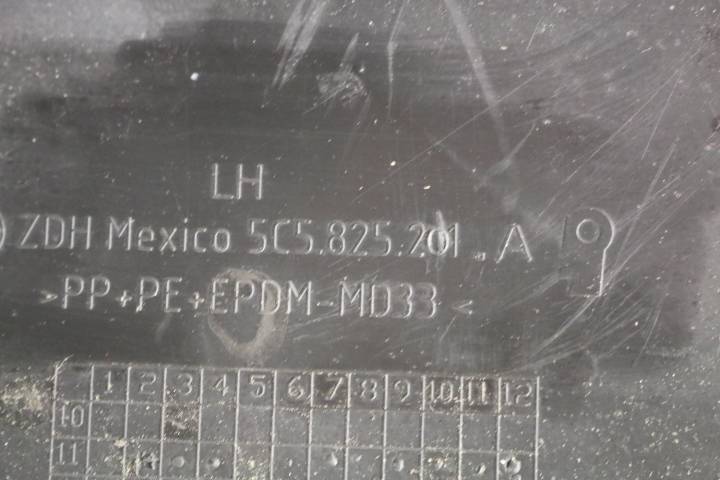 LH
ZDH Mexico 5C5.825.201.A
>PP+PE+EPDM-MD33<
1 2 3 4 5 6 7 8 9 10 11 12
10
11